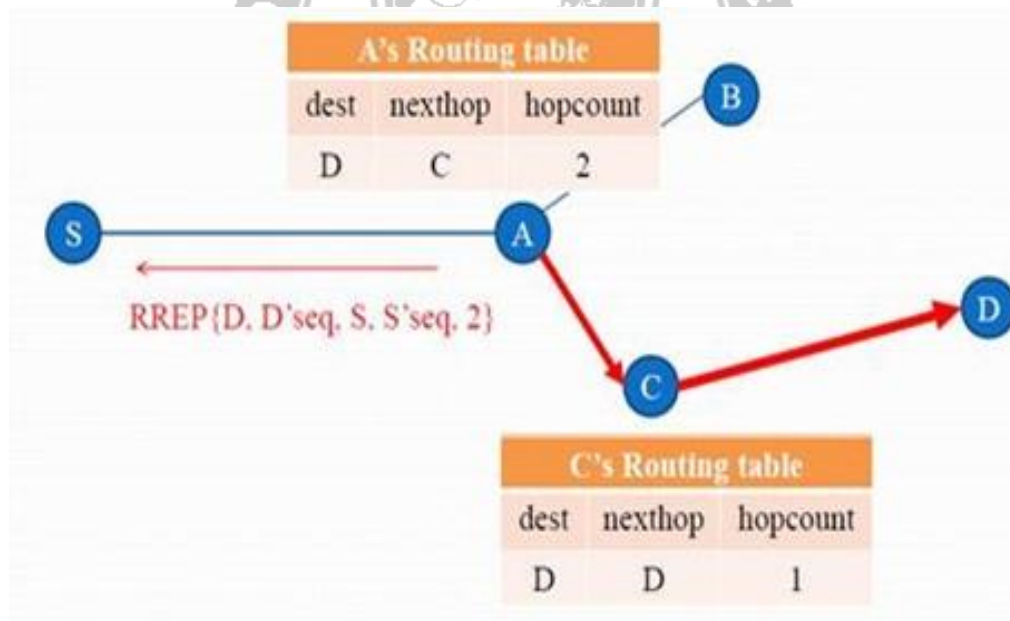 A's Routing table
dest nexthop hopcount
D C 2
B
S
A
RREP{D, D'seq, S, S'seq, 2}
D
C
C's Routing table
dest nexthop hopcount
D D 1